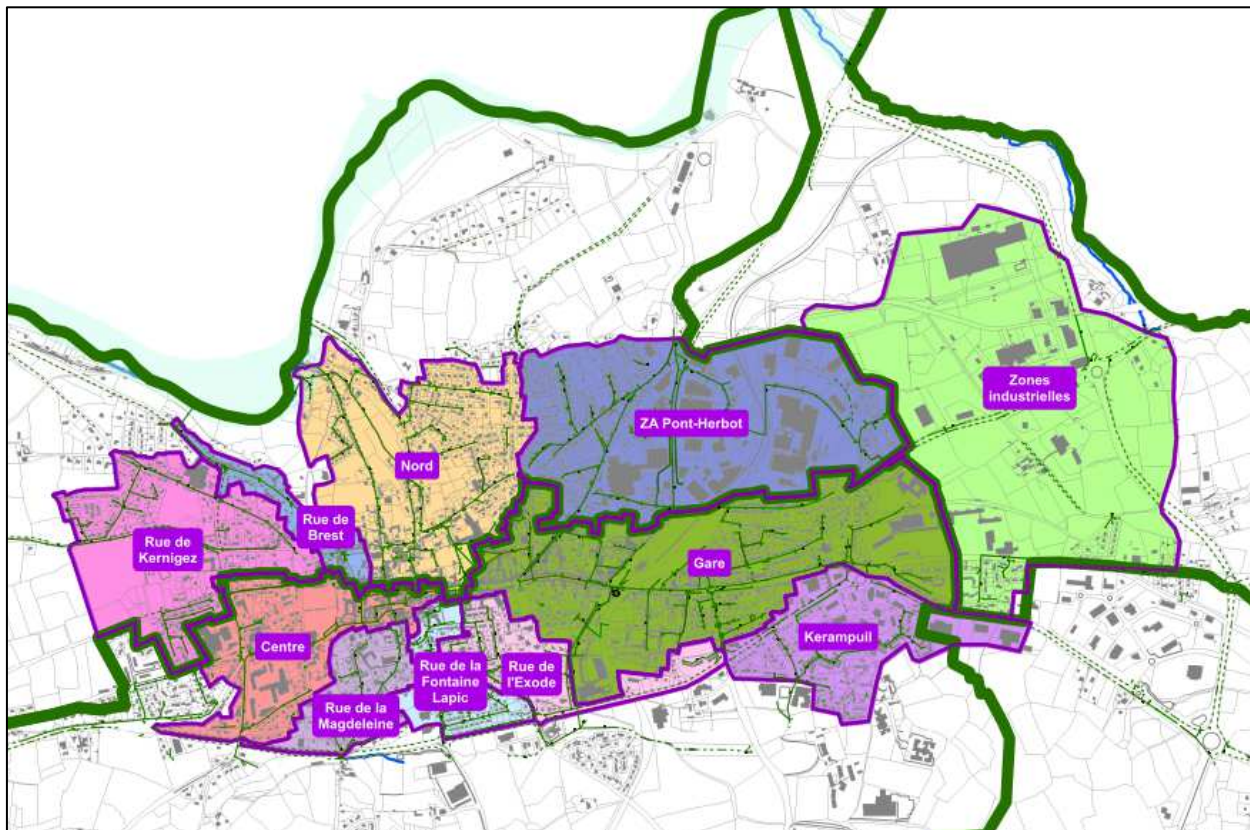 Zones
industrielles
ZA Pont-Herbot
Nord
Rue de
Brest
Rue de
Kernigez
Gare
Kerampuil
Centre
Rue de la
Fontaine
Lapic
Rue de
l'Exode
Rue de la
Magdeleine